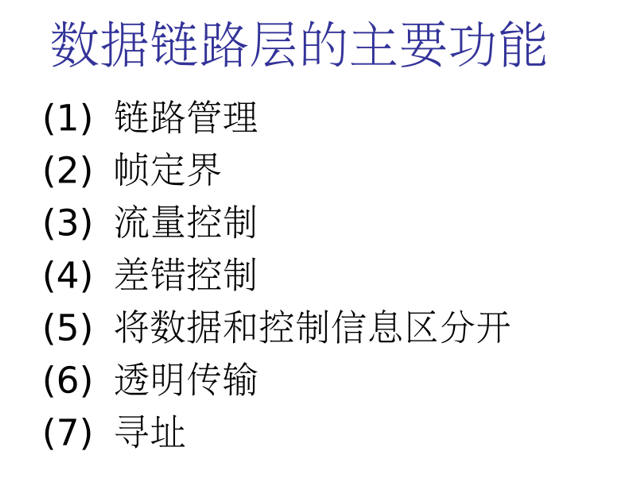 数据链路层的主要功能
(1) 链路管理
(2) 帧定界
(3) 流量控制
(4) 差错控制
(5) 将数据和控制信息区分开
(6) 透明传输
(7) 寻址